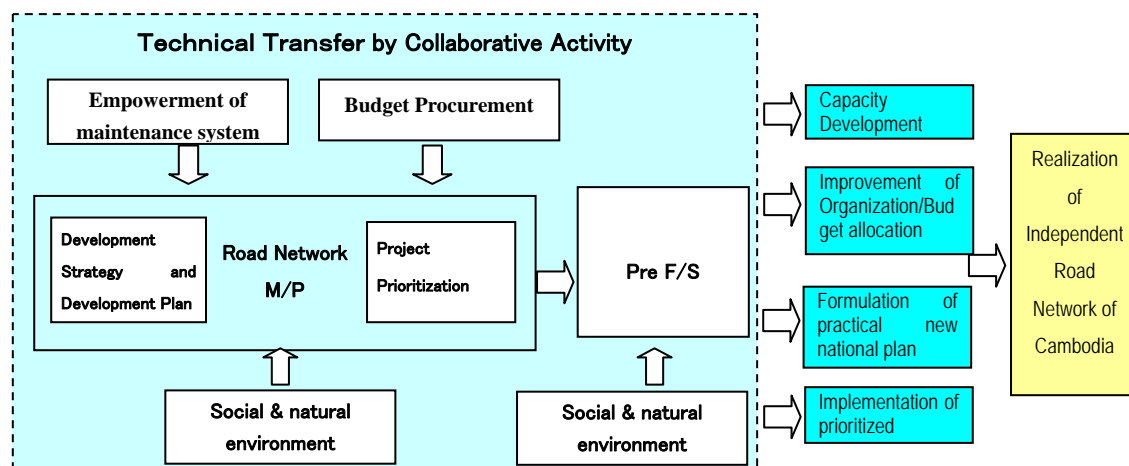 Technical Transfer by Collaborative Activity
Empowerment of
maintenance system
Budget Procurement
Development
Strategy and
Development Plan
Road Network
M/P
Project
Prioritization
Pre F/S
Social & natural
environment
Social & natural
environment
Capacity
Development
Improvement of
Organization/Bud
get allocation
Formulation of
practical new
national plan
Implementation of
prioritized
Realization
of
Independent
Road
Network of
Cambodia